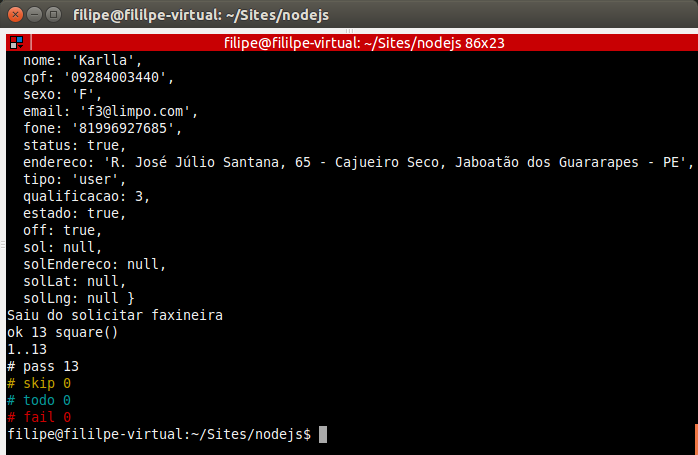 filipe@fililpe-virtual: ~/Sites/nodejs
filipe@fililpe-virtual: ~/Sites/nodejs 86x23
nome: 'Karlla',
cpf: '09284003440',
sexo: 'F',
email: 'f3@limpo.com',
fone: '81996927685',
status: true,
endereco: 'R. José Júlio Santana, 65 - Cajueiro Seco, Jaboatão dos Guararapes - PE',
tipo: 'user',
qualificacao: 3,
estado: true,
off: true,
sol: null,
solEndereco: null,
solLat: null,
solLng: null }
Saiu do solicitar faxineira
ok 13 square()
1..13
# pass 13
# skip 0
# todo 0
# fail 0
filipe@fililpe-virtual:~/Sites/nodejs$